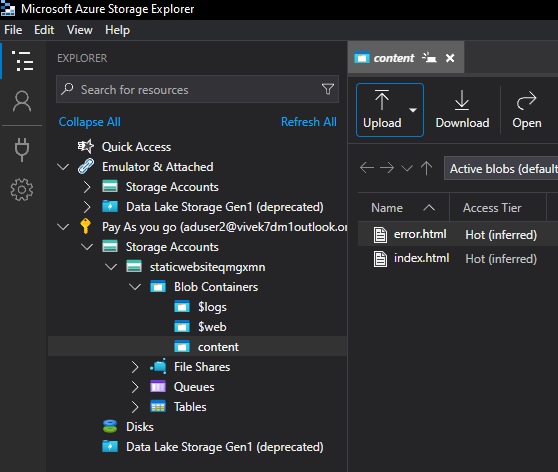 Microsoft Azure Storage Explorer
File Edit View Help
EXPLORER
Search for resources
Collapse All Refresh All
Quick Access
Emulator & Attached
Storage Accounts
Data Lake Storage Gen1 (deprecated)
Pay As you go (aduser2@vivek7dm1outlook.on
Storage Accounts
staticwebsiteqmgxmn
Blob Containers
$logs
$web
content
File Shares
Queues
Tables
Disks
Data Lake Storage Gen1 (deprecated)
content
Upload Download Open
Active blobs (default
Name Access Tier
error.html Hot (inferred)
index.html Hot (inferred)